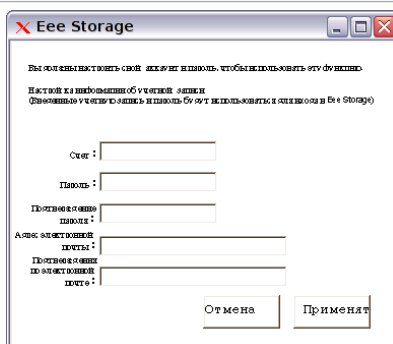 Eee Storage
Вы должны настроить свой аккаунт и пароль, чтобы использовать эту функцию.
Настройка информации об учетной записи
(Введенные учетную запись и пароль будут использоваться для входа в Eee Storage)
Счет :
Пароль :
Подтверждение
пароля :
Адрес электронной
почты :
Подтверждения
по электронной
почте :
Отмена
Применят